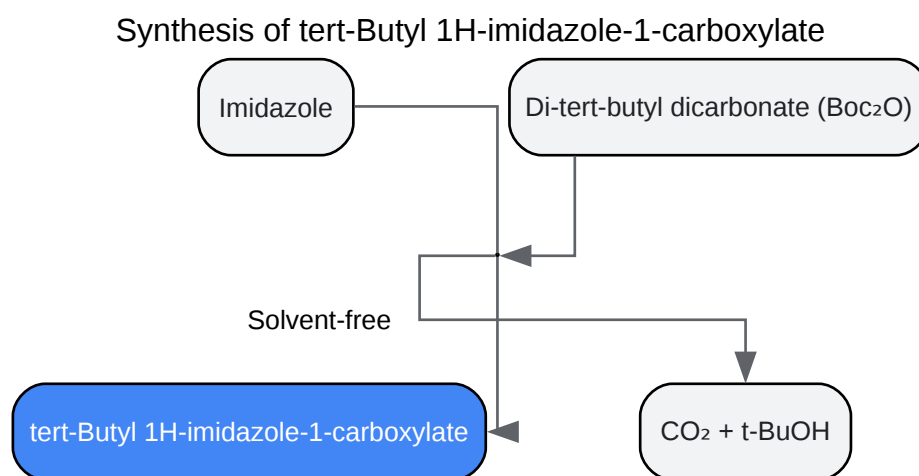 Synthesis of tert-Butyl 1H-imidazole-1-carboxylate
Imidazole
Di-tert-butyl dicarbonate (Boc₂O)
Solvent-free
tert-Butyl 1H-imidazole-1-carboxylate
CO₂ + t-BuOH